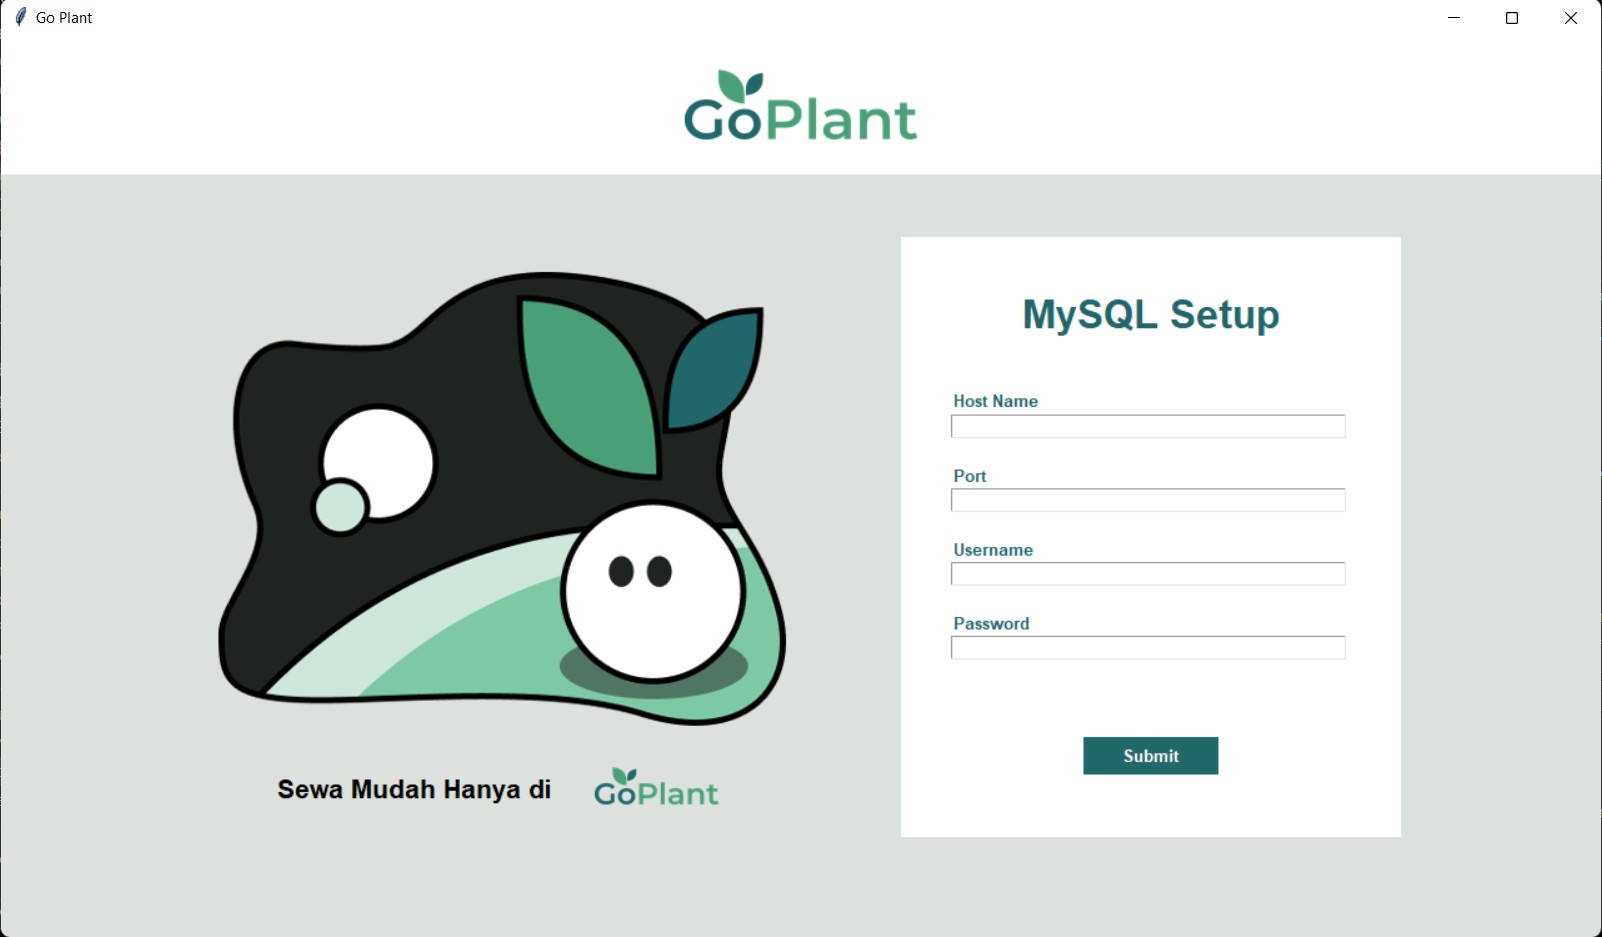 Go Plant
GoPlant
MySQL Setup
Host Name
Port
Username
Password
Submit
Sewa Mudah Hanya di GoPlant